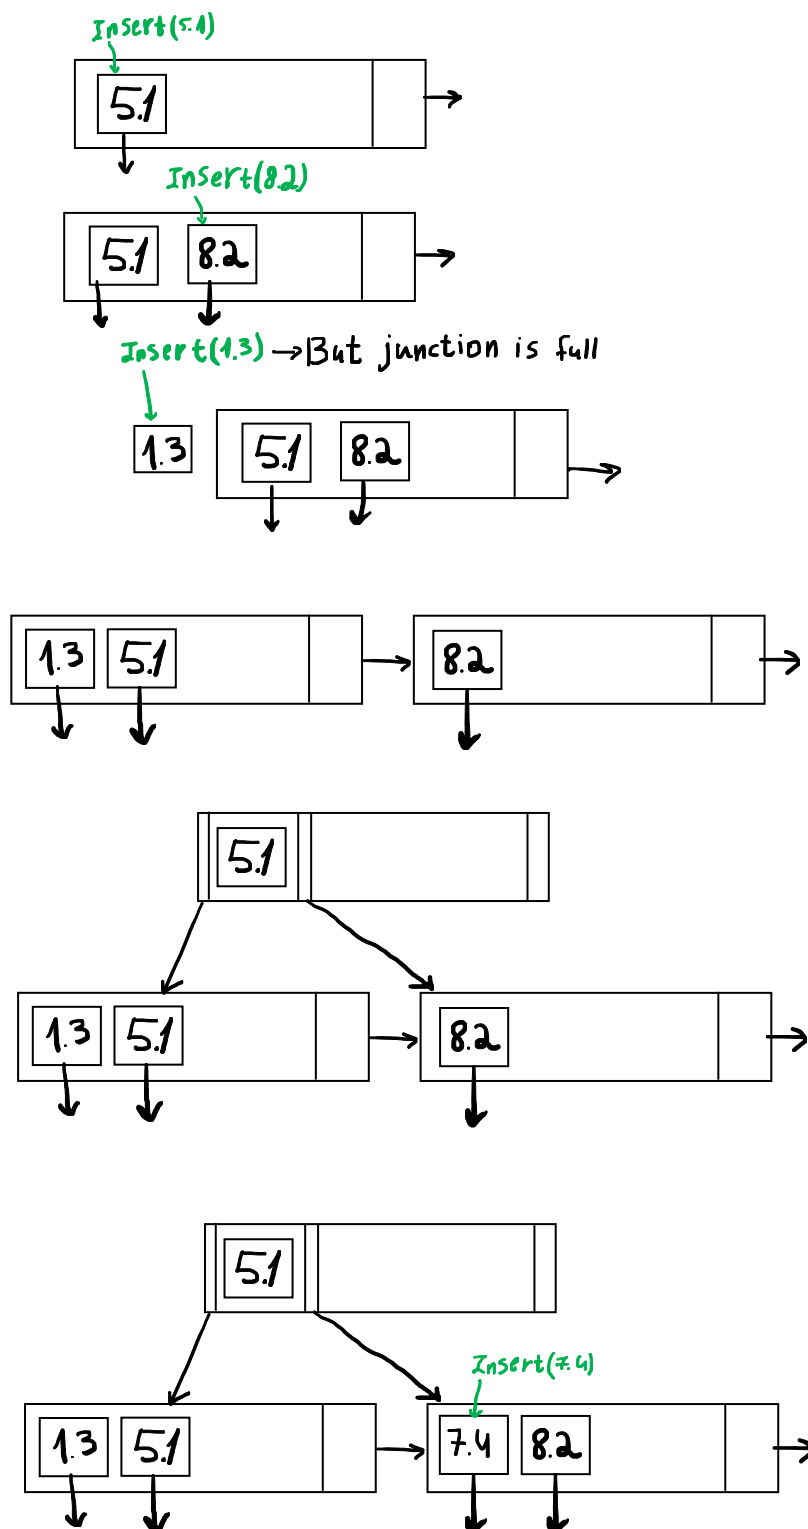 Insert(5.1)
5.1
Insert(8.2)
5.1 8.2
Insert(1.3) → But junction is full
1.3 5.1 8.2
1.3 5.1 8.2
5.1
1.3 5.1 8.2
5.1
Insert(7.4)
1.3 5.1 7.4 8.2